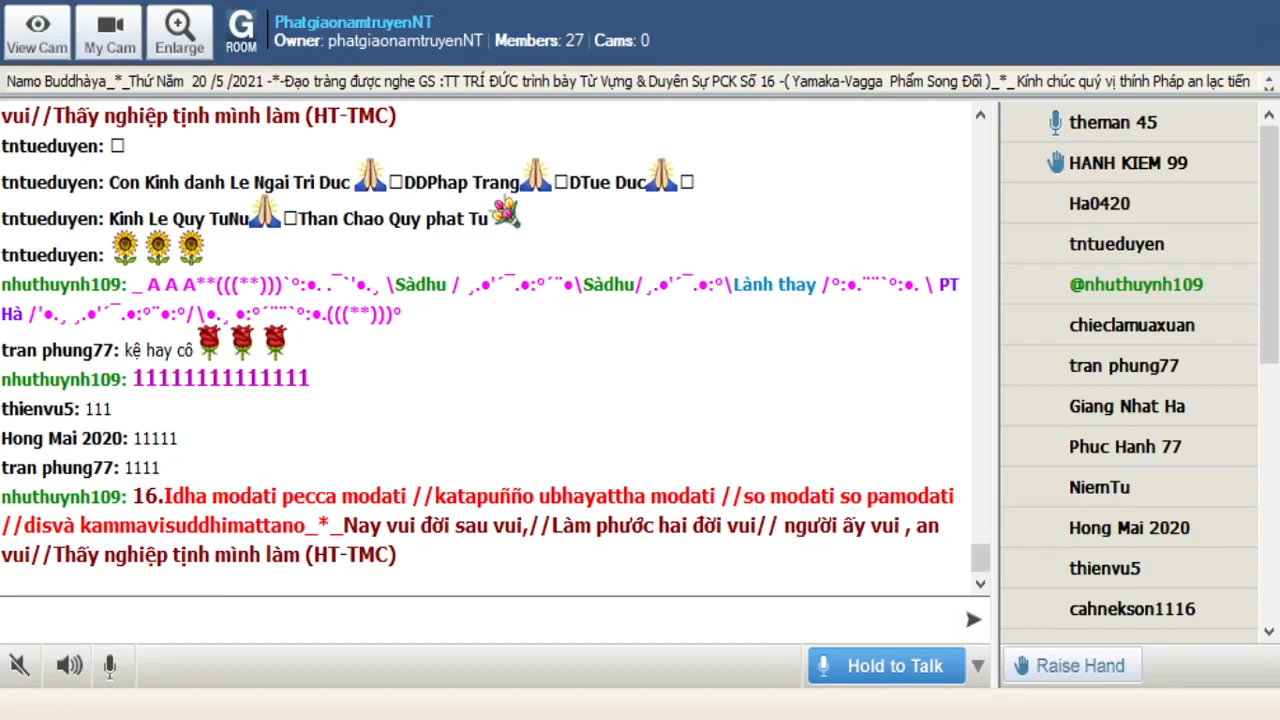 View Cam
My Cam
Enlarge
G
ROOM
PhatgiaonamtruyenNT
Owner: phatgiaonamtruyenNT | Members: 27 | Cams: 0
Namo Buddhàya_*_Thứ Năm 20 /5 /2021 -*-Đạo tràng được nghe GS :TT TRÍ ĐỨC trình bày Từ Vựng & Duyên Sự PCK Số 16 -( Yamaka-Vagga Phẩm Song Đối )_*_ Kính chúc quý vị thính Pháp an lạc tiến
vui//Thấy nghiệp tịnh mình làm (HT-TMC)
tntueduyen:
tntueduyen: Con Kinh danh Le Ngai Tri Duc 🙏DDPhap Trang🙏DTue Duc🙏
tntueduyen: Kinh Le Quy TuNu🙏Than Chao Quy phat Tu💐
tntueduyen: 🌻🌻🌻
nhuthuynh109: _ A A A**(((**)))`°:•. .¯`'•.¸ \Sàdhu / ¸.•'´¯.•:°´¨•\Sàdhu/¸.•'´¯.•:°\Lành thay /°:•.¨¨`°:•. \ PT
Hà /'•.¸ ¸.•'´¯.•:°¨•:°/\•.¸ •:°´¨¨`°:•.(((**)))°
tran phung77: kệ hay cô 🌹🌹🌹
nhuthuynh109: 11111111111111
thienvu5: 111
Hong Mai 2020: 11111
tran phung77: 1111
nhuthuynh109: 16.Idha modati pecca modati //katapuñño ubhayattha modati //so modati so pamodati
//disvà kammavisuddhimattano_*_Nay vui đời sau vui,//Làm phước hai đời vui// người ấy vui , an
vui//Thấy nghiệp tịnh mình làm (HT-TMC)
theman 45
HANH KIEM 99
Ha0420
tntueduyen
@nhuthuynh109
chieclamuaxuan
tran phung77
Giang Nhat Ha
Phuc Hanh 77
NiemTu
Hong Mai 2020
thienvu5
cahnekson1116
Hold to Talk
Raise Hand